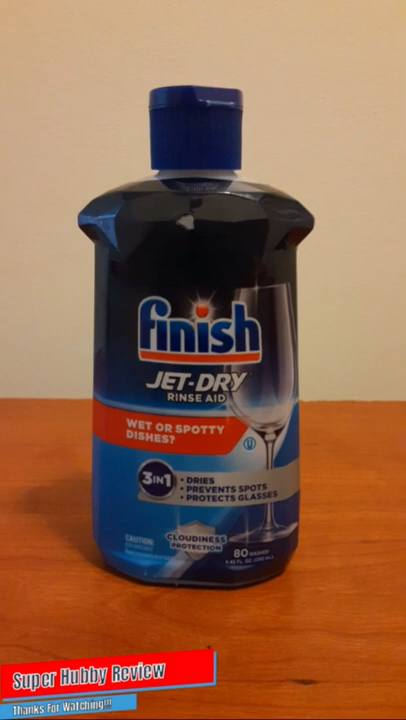 finish
JET-DRY
RINSE AID
WET OR SPOTTY
DISHES?
3IN1
• DRIES
• PREVENTS SPOTS
• PROTECTS GLASSES
CAUTION:
CLOUDINESS
PROTECTION
80 WASHES
Super Hubby Review
Thanks For Watching!!!